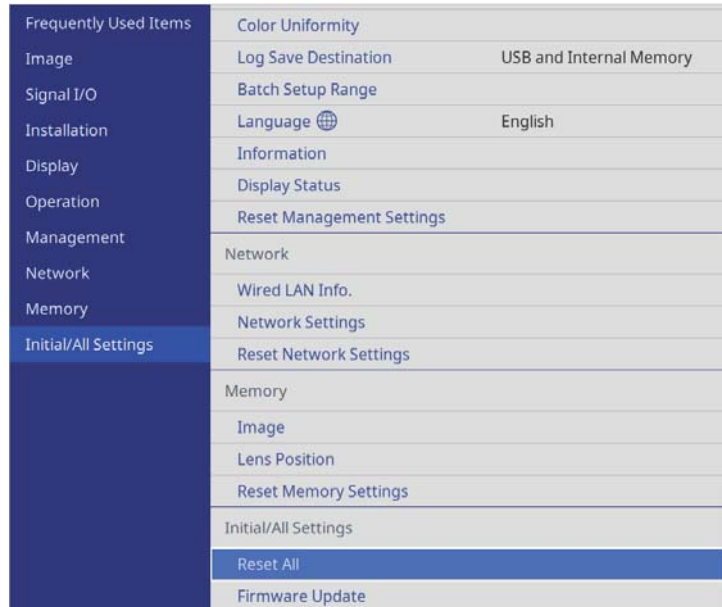 Frequently Used Items
Image
Signal I/O
Installation
Display
Operation
Management
Network
Memory
Initial/All Settings
Color Uniformity
Log Save Destination USB and Internal Memory
Batch Setup Range
Language English
Information
Display Status
Reset Management Settings
Network
Wired LAN Info.
Network Settings
Reset Network Settings
Memory
Image
Lens Position
Reset Memory Settings
Initial/All Settings
Reset All
Firmware Update